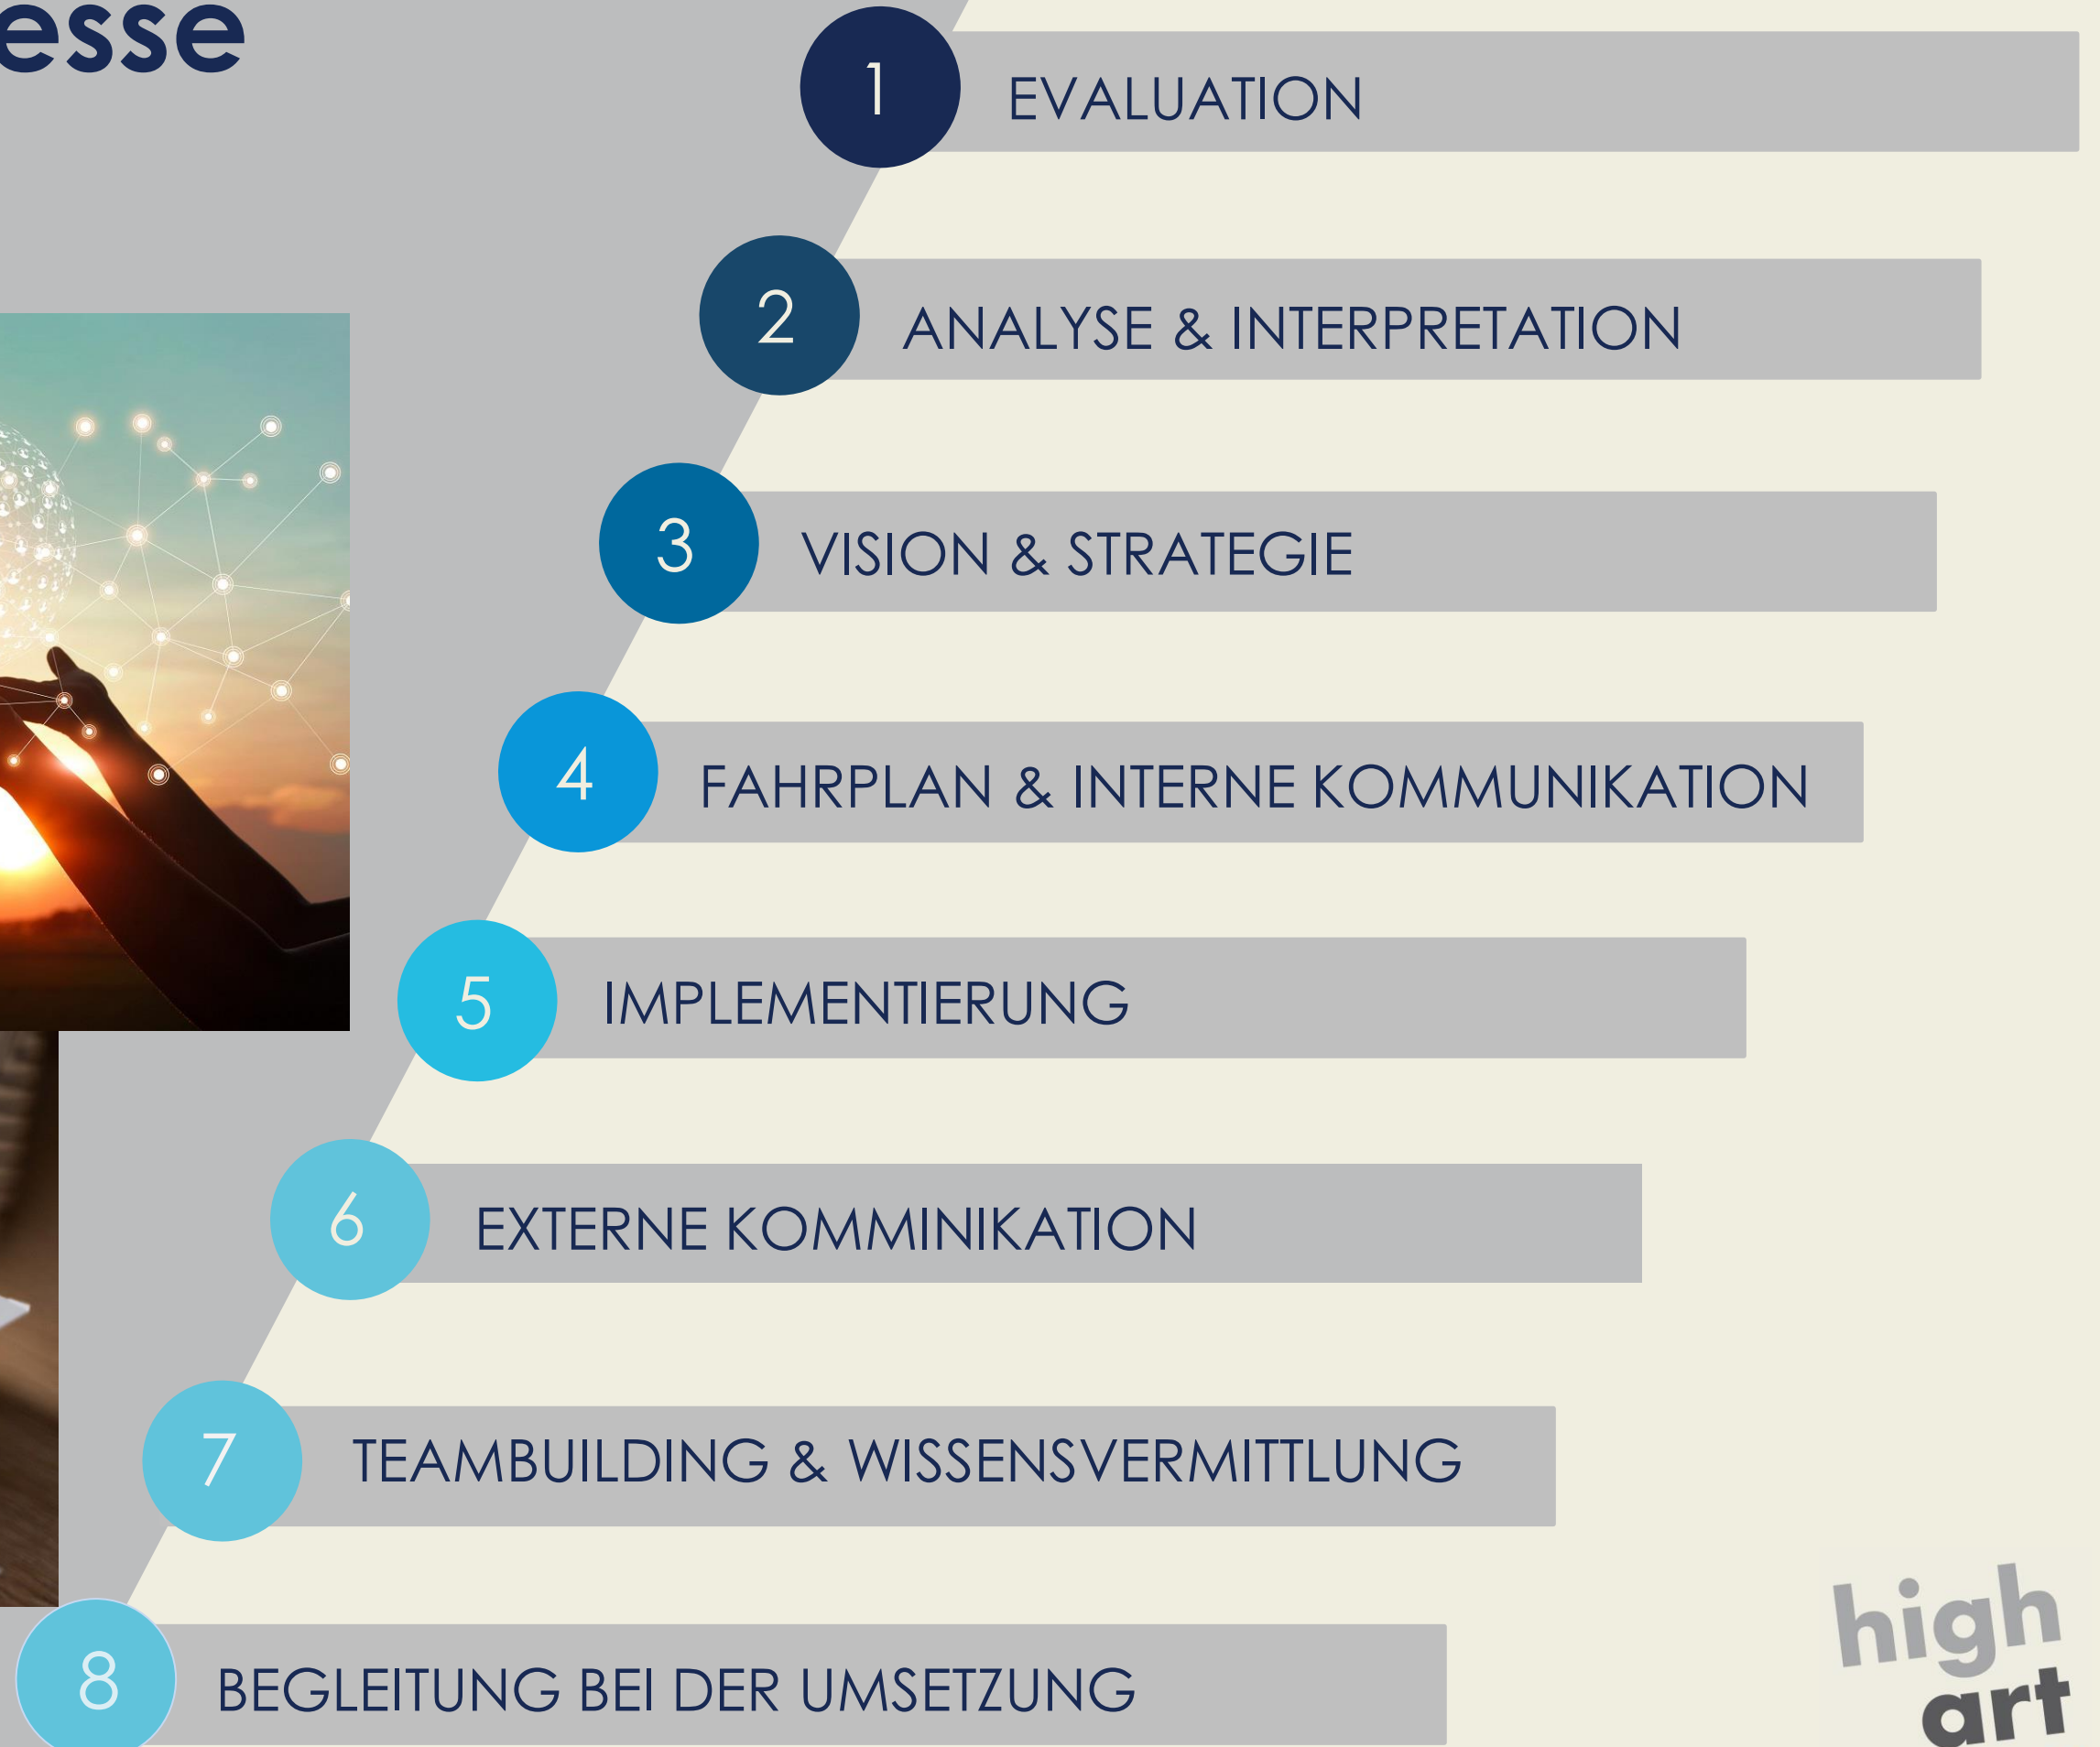 esse
1
EVALUATION
2
ANALYSE & INTERPRETATION
3
VISION & STRATEGIE
4
FAHRPLAN & INTERNE KOMMUNIKATION
5
IMPLEMENTIERUNG
6
EXTERNE KOMMINIKATION
7
TEAMBUILDING & WISSENSVERMITTLUNG
8
BEGLEITUNG BEI DER UMSETZUNG
high
art